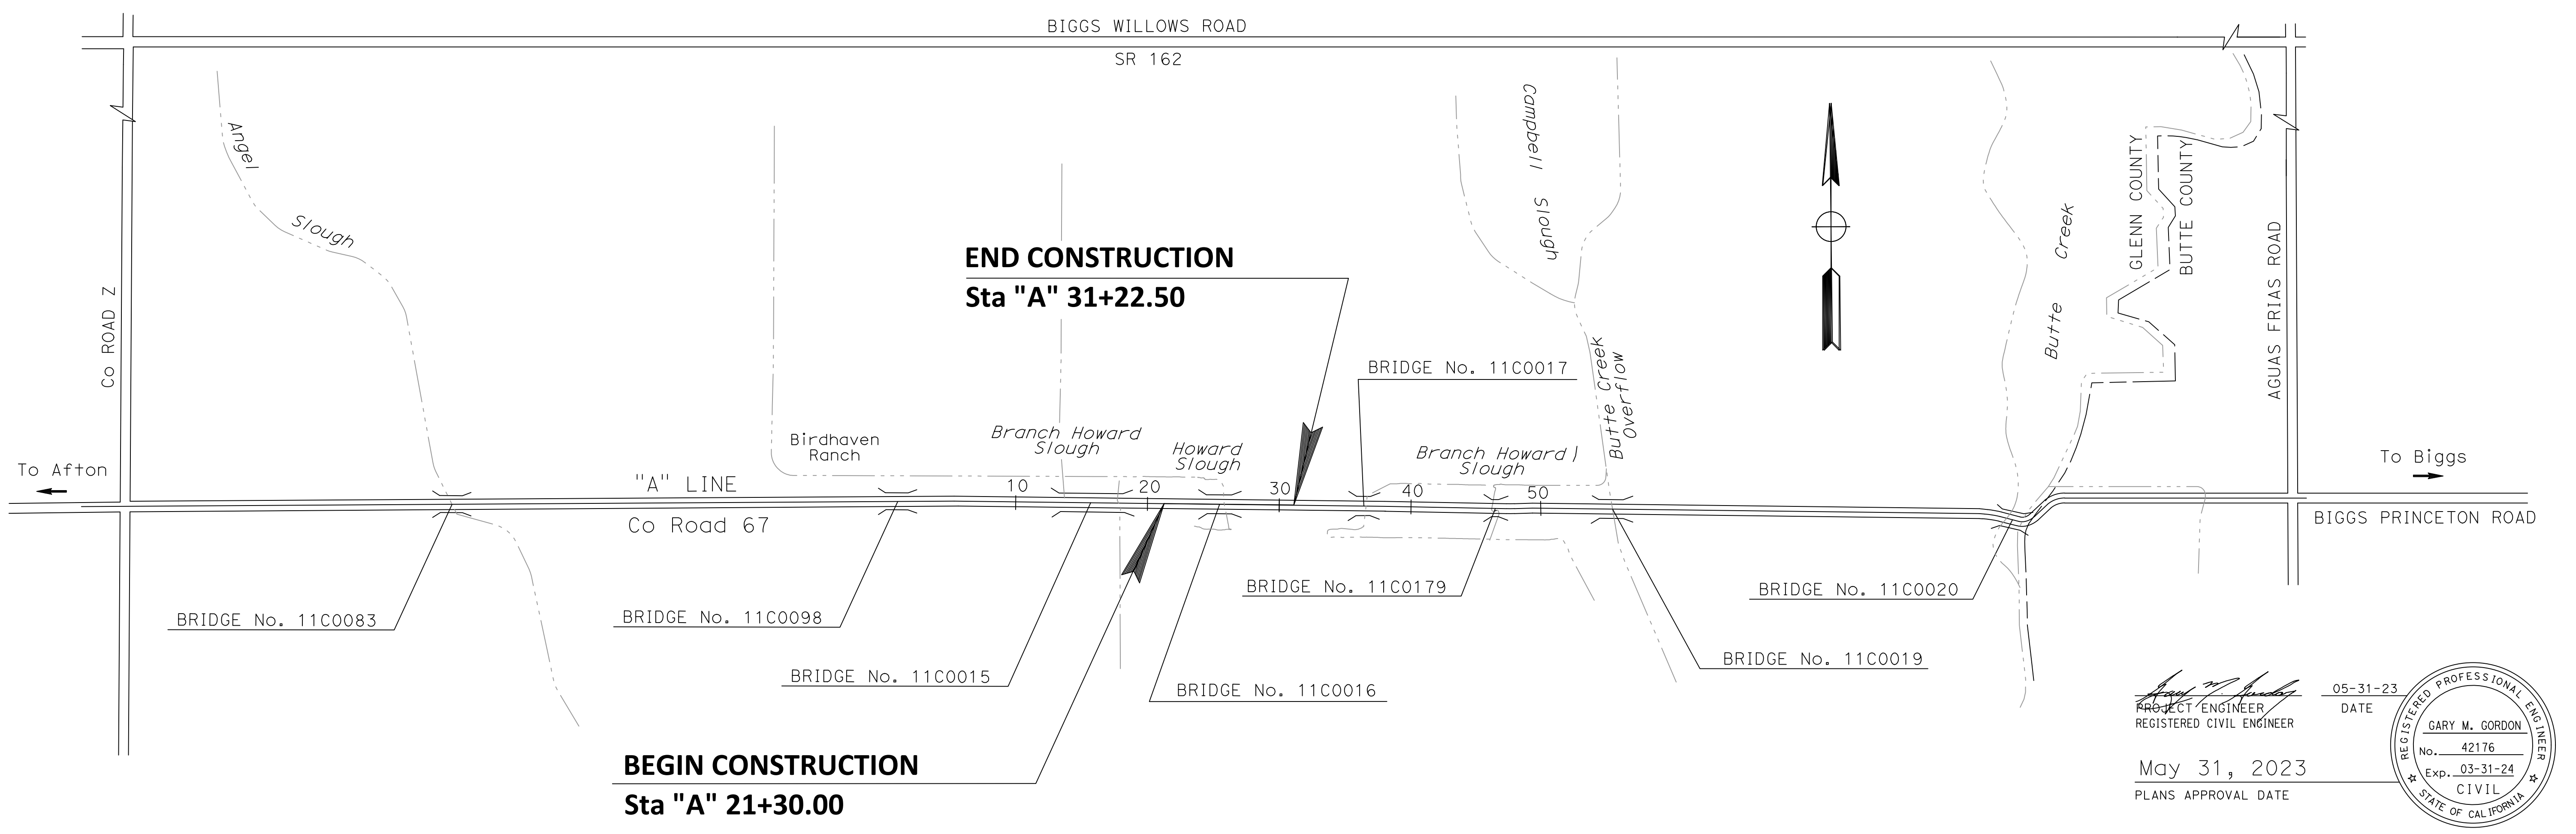 BIGGS WILLOWS ROAD
SR 162
Angel
Slough
Co ROAD Z
Campbell Slough
Butte Creek
GLENN COUNTY
BUTTE COUNTY
AGUAS FRIAS ROAD
END CONSTRUCTION
Sta "A" 31+22.50
BRIDGE No. 11C0017
Butte Creek
Overflow
Birdhaven
Ranch
Branch Howard
Slough
Howard
Slough
Branch Howard
Slough
To Afton
To Biggs
"A" LINE
10
20
30
40
50
Co Road 67
BIGGS PRINCETON ROAD
BRIDGE No. 11C0083
BRIDGE No. 11C0098
BRIDGE No. 11C0179
BRIDGE No. 11C0020
BRIDGE No. 11C0015
BRIDGE No. 11C0016
BRIDGE No. 11C0019
BEGIN CONSTRUCTION
Sta "A" 21+30.00
05-31-23
PROJECT ENGINEER
DATE
REGISTERED CIVIL ENGINEER
May 31, 2023
PLANS APPROVAL DATE
REGISTERED PROFESSIONAL ENGINEER
GARY M. GORDON
No. 42176
Exp. 03-31-24
CIVIL
STATE OF CALIFORNIA